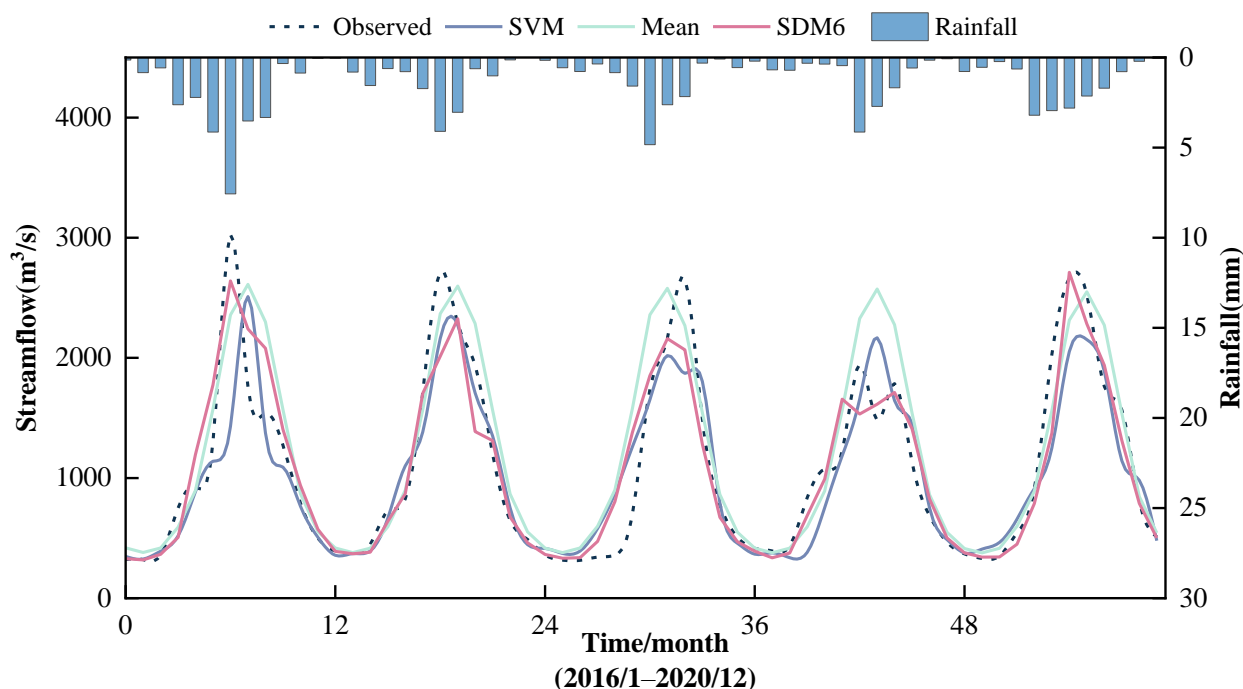 Observed SVM Mean SDM6 Rainfall
4000
3000
2000
1000
0
Streamflow(m³/s)
0
5
10
15
20
25
30
Rainfall(mm)
0 12 24 36 48
Time/month
(2016/1–2020/12)